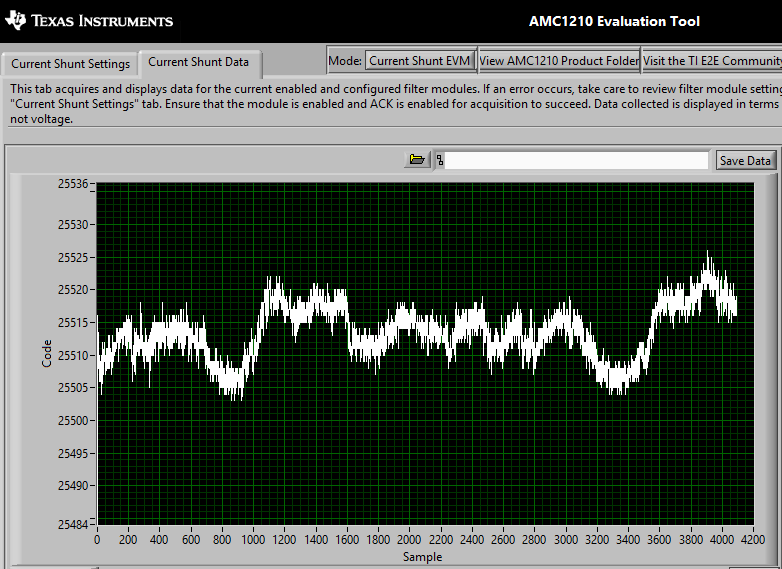 TEXAS INSTRUMENTS
AMC1210 Evaluation Tool
Current Shunt Settings
Current Shunt Data
Mode:
Current Shunt EVM
View AMC1210 Product Folder
Visit the TI E2E Community
This tab acquires and displays data for the current enabled and configured filter modules. If an error occurs, take care to review filter module setting
"Current Shunt Settings" tab. Ensure that the module is enabled and ACK is enabled for acquisition to succeed. Data collected is displayed in terms
not voltage.
Save Data
25536
25530
25525
25520
25515
25510
25505
25500
25495
25490
25484
Code
0 200 400 600 800 1000 1200 1400 1600 1800 2000 2200 2400 2600 2800 3000 3200 3400 3600 3800 4000 4200
Sample